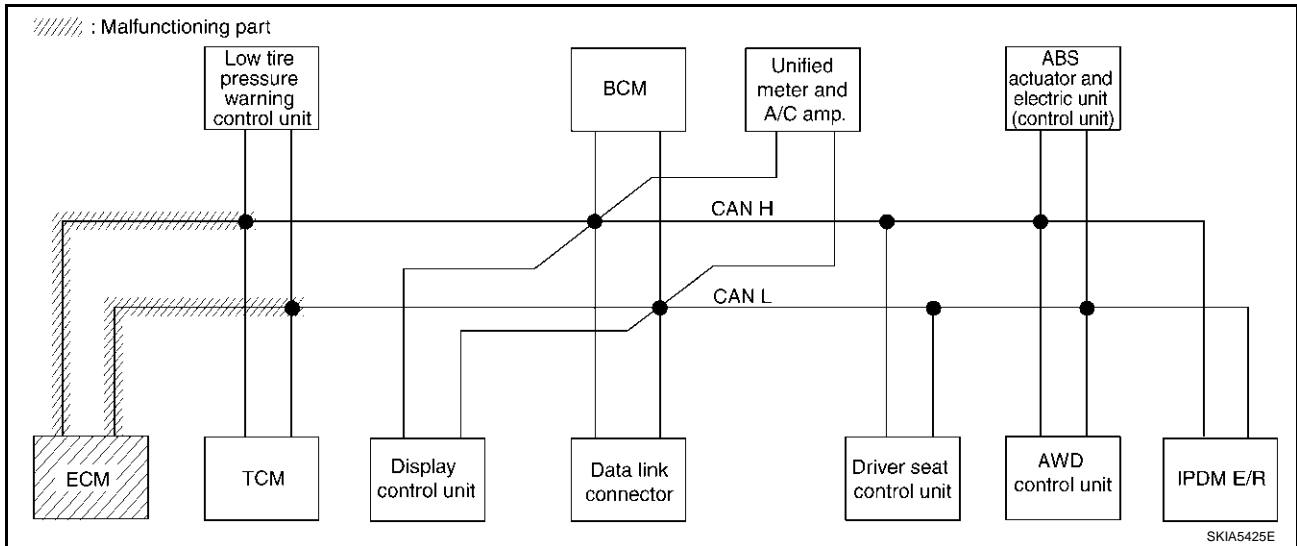 : Malfunctioning part
Low tire
pressure
warning
control unit
BCM
Unified
meter and
A/C amp.
ABS
actuator and
electric unit
(control unit)
CAN H
CAN L
ECM
TCM
Display
control unit
Data link
connector
Driver seat
control unit
AWD
control unit
IPDM E/R
SKIA5425E